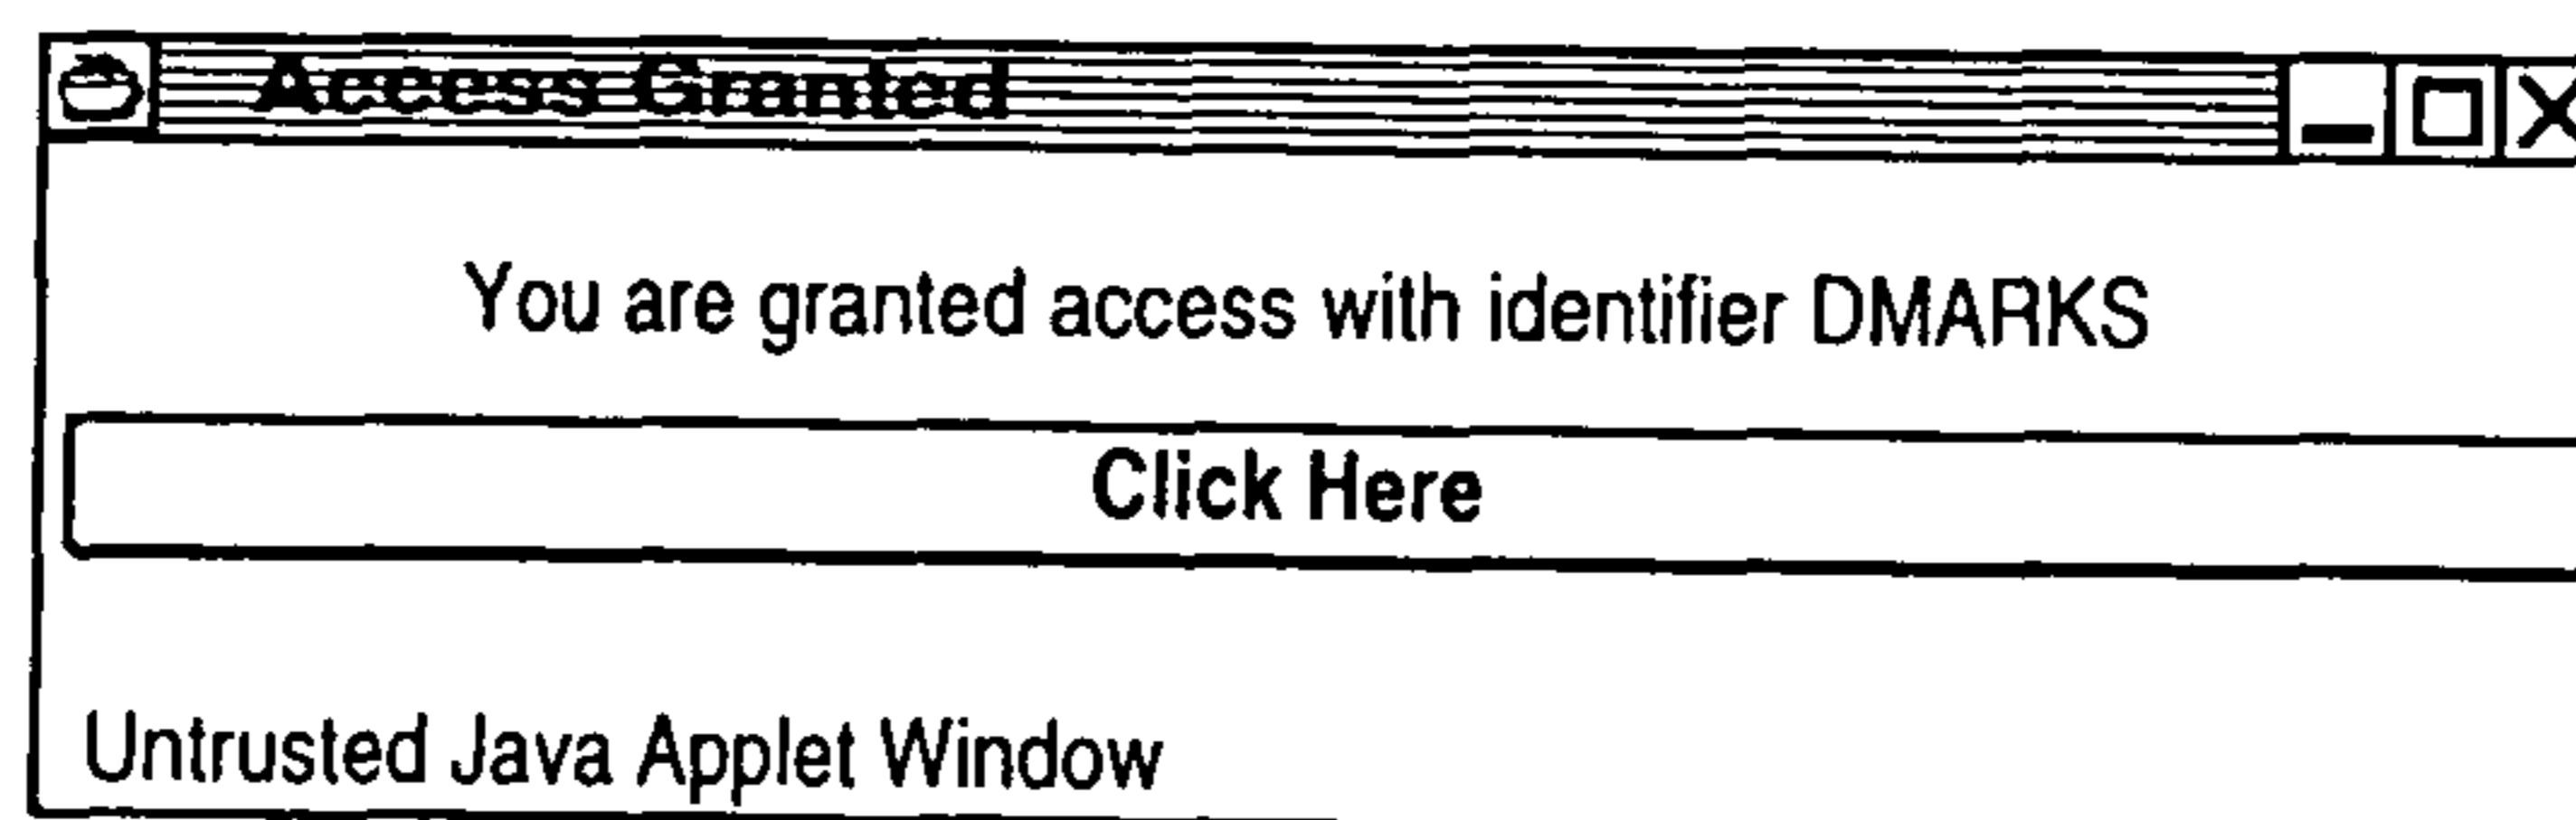 Access Granted
You are granted access with identifier DMARKS
Click Here
Untrusted Java Applet Window